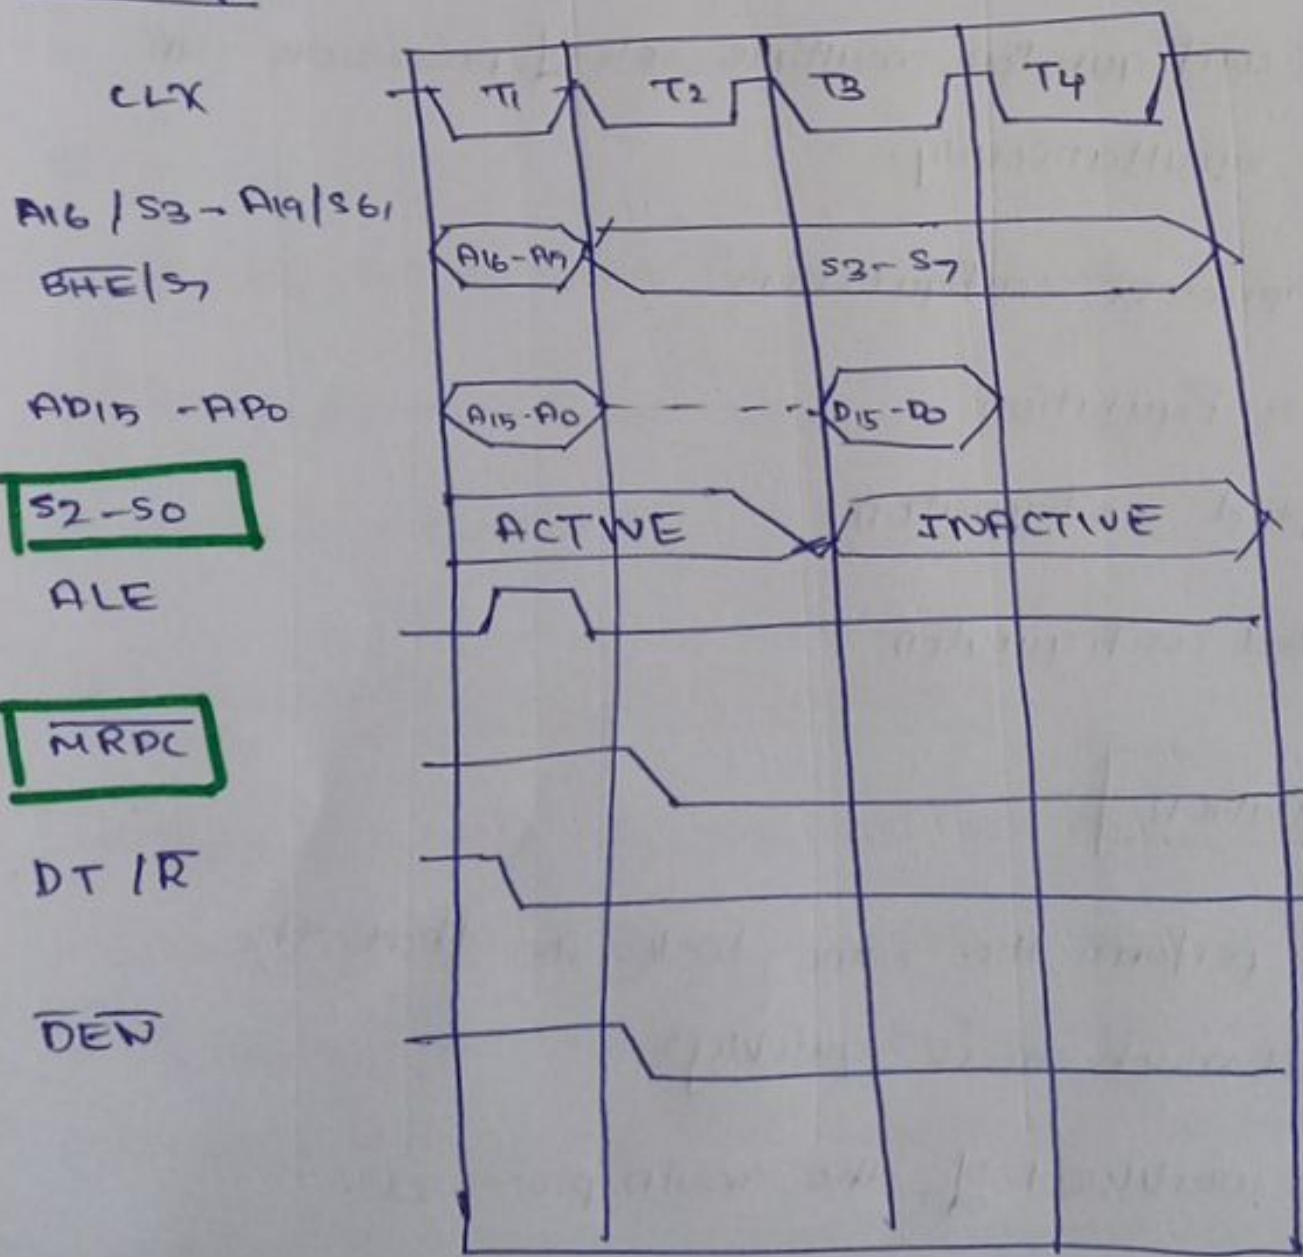 CLK T1 T2 T3 T4
A16 / S3 - A19/S6,
BHE/S7
A16-A19 S3-S7
AD15 - AD0 A15-A0 D15-D0
S2-S0 ACTIVE INACTIVE
ALE
MRDC
DT / R
DEN